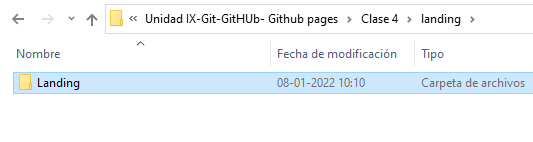 « Unidad IX-Git-GitHUb- Github pages > Clase 4 > landing >
Nombre Fecha de modificación Tipo
Landing 08-01-2022 10:10 Carpeta de archivos